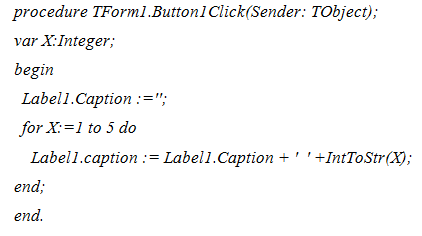 procedure TForm1.Button1Click(Sender: TObject);
var X:Integer;
begin
Label1.Caption :='';
for X:=1 to 5 do
Label1.caption := Label1.Caption + ' ' +IntToStr(X);
end;
end.